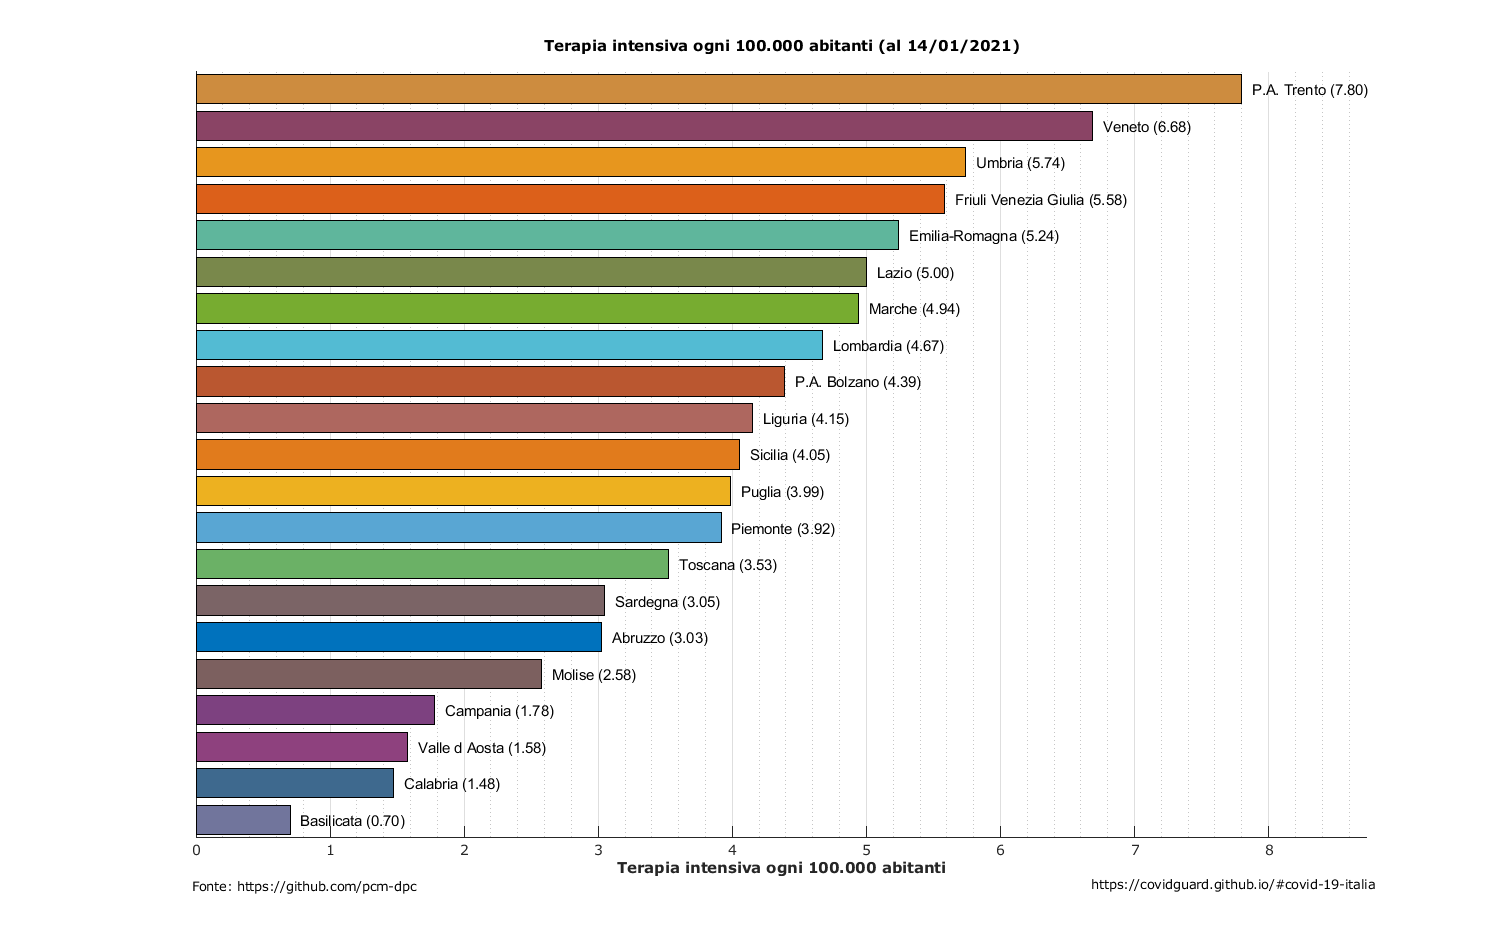 Terapia intensiva ogni 100.000 abitanti (al 14/01/2021)
P.A. Trento (7.80)
Veneto (6.68)
Umbria (5.74)
Friuli Venezia Giulia (5.58)
Emilia-Romagna (5.24)
Lazio (5.00)
Marche (4.94)
Lombardia (4.67)
P.A. Bolzano (4.39)
Liguria (4.15)
Sicilia (4.05)
Puglia (3.99)
Piemonte (3.92)
Toscana (3.53)
Sardegna (3.05)
Abruzzo (3.03)
Molise (2.58)
Campania (1.78)
Valle d Aosta (1.58)
Calabria (1.48)
Basilicata (0.70)
0 1 2 3 4 5 6 7 8
Terapia intensiva ogni 100.000 abitanti
Fonte: https://github.com/pcm-dpc
https://covidguard.github.io/#covid-19-italia